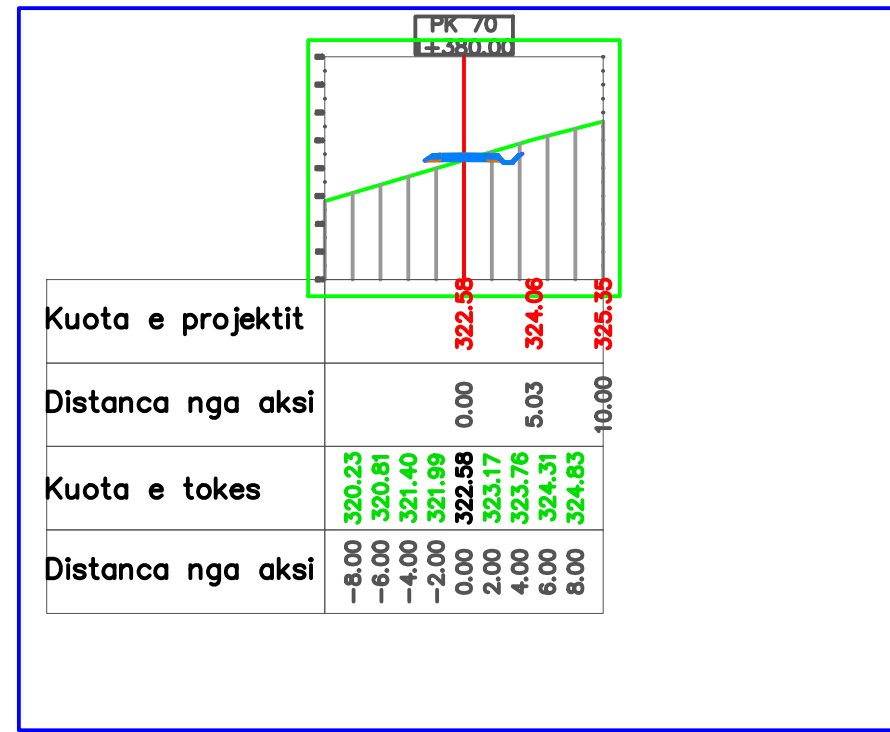 PK 70
+380.00
Kuota e projektit 322.58 324.06 325.35
Distanca nga aksi 0.00 5.03 10.00
Kuota e tokes 320.23 320.81 321.40 321.99 322.58 323.17 323.76 324.31 324.83
Distanca nga aksi -8.00 -6.00 -4.00 -2.00 0.00 2.00 4.00 6.00 8.00